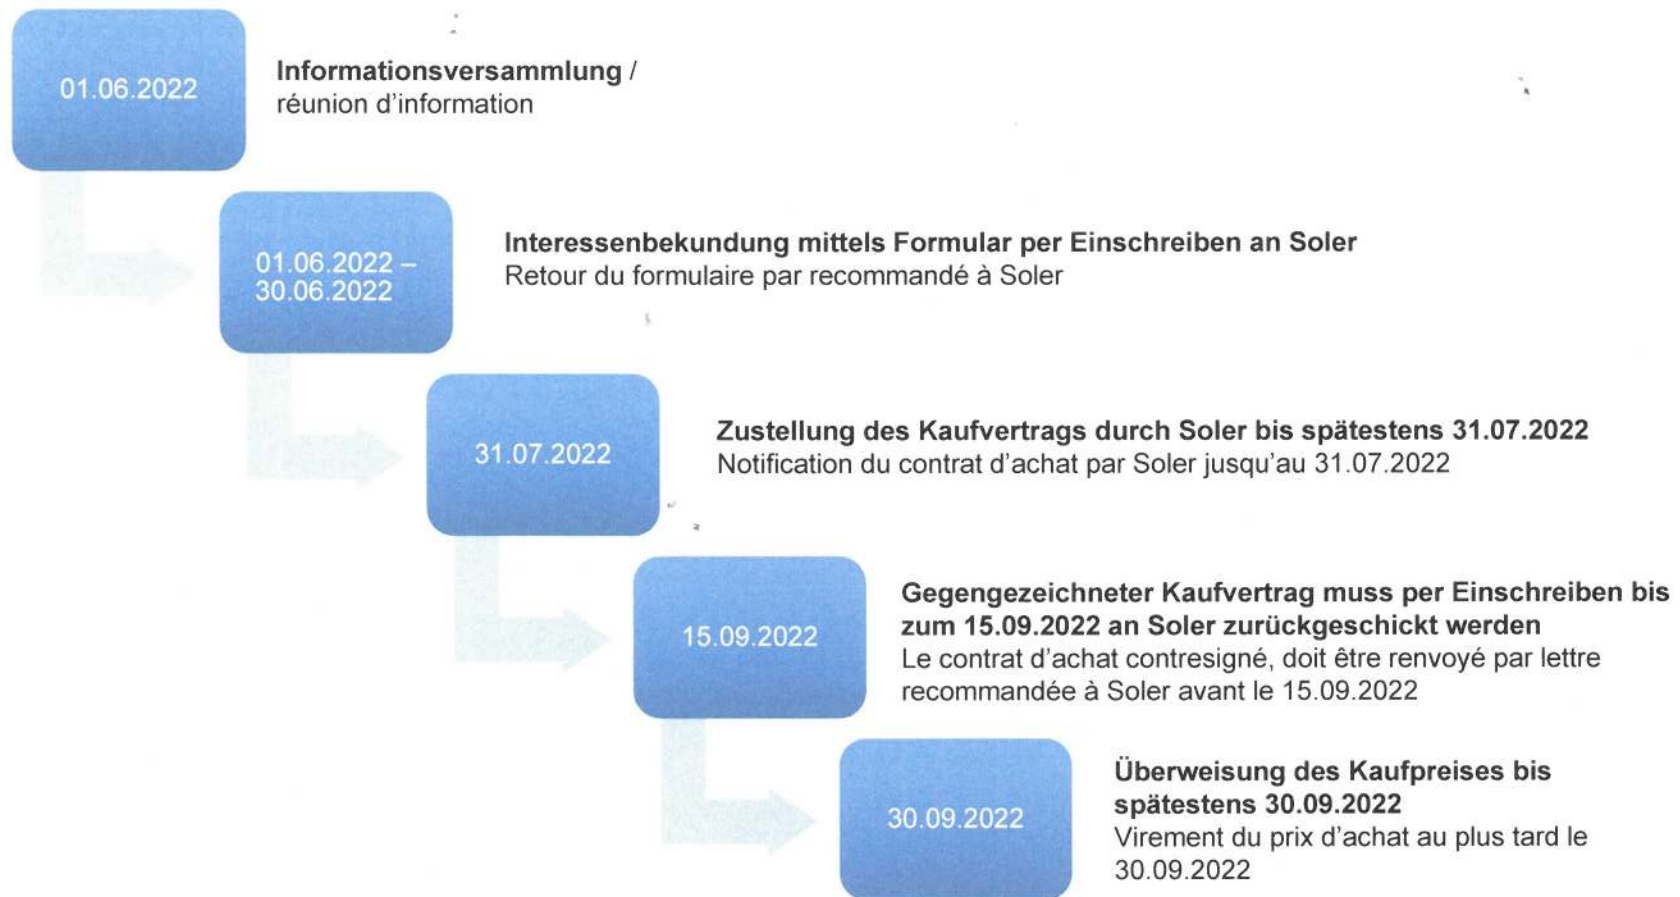 01.06.2022
Informationsversammlung /
réunion d'information
01.06.2022 –
30.06.2022
Interessenbekundung mittels Formular per Einschreiben an Soler
Retour du formulaire par recommandé à Soler
31.07.2022
Zustellung des Kaufvertrags durch Soler bis spätestens 31.07.2022
Notification du contrat d'achat par Soler jusqu'au 31.07.2022
15.09.2022
Gegengezeichneter Kaufvertrag muss per Einschreiben bis
zum 15.09.2022 an Soler zurückgeschickt werden
Le contrat d'achat contresigné, doit être renvoyé par lettre
recommandée à Soler avant le 15.09.2022
30.09.2022
Überweisung des Kaufpreises bis
spätestens 30.09.2022
Virement du prix d'achat au plus tard le
30.09.2022